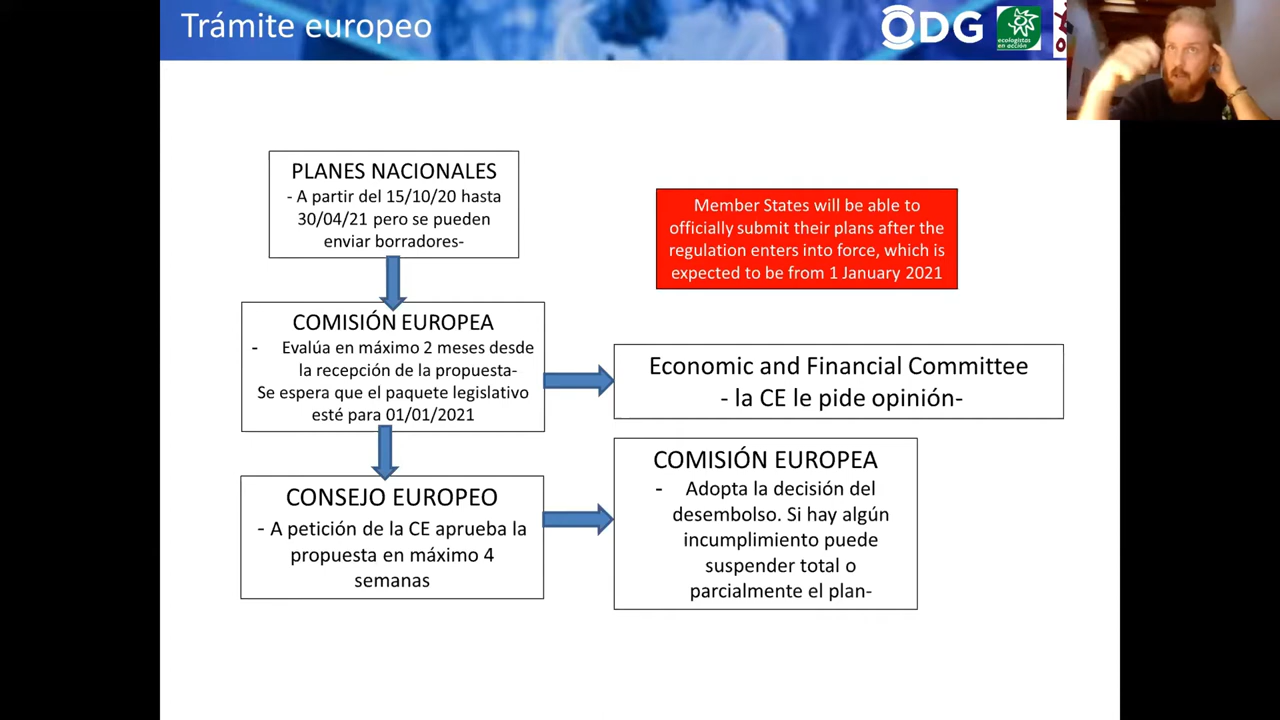 Trámite europeo
ODG
ecologistas
en acción
PLANES NACIONALES
- A partir del 15/10/20 hasta
30/04/21 pero se pueden
enviar borradores-
Member States will be able to
officially submit their plans after the
regulation enters into force, which is
expected to be from 1 January 2021
COMISIÓN EUROPEA
- Evalúa en máximo 2 meses desde
la recepción de la propuesta-
Se espera que el paquete legislativo
esté para 01/01/2021
Economic and Financial Committee
- la CE le pide opinión-
CONSEJO EUROPEO
- A petición de la CE aprueba la
propuesta en máximo 4
semanas
COMISIÓN EUROPEA
- Adopta la decisión del
desembolso. Si hay algún
incumplimiento puede
suspender total o
parcialmente el plan-